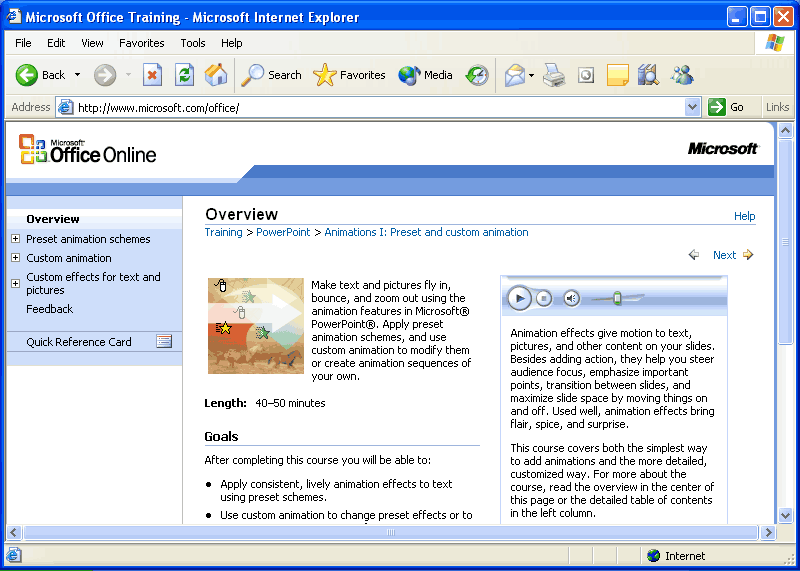 Microsoft Office Training - Microsoft Internet Explorer
File Edit View Favorites Tools Help
Back Search Favorites Media
Address http://www.microsoft.com/office/ Go Links
Microsoft
Office Online
Microsoft
Overview
Preset animation schemes
Custom animation
Custom effects for text and
pictures
Feedback
Quick Reference Card
Overview
Help
Training > PowerPoint > Animations I: Preset and custom animation
Next
Make text and pictures fly in,
bounce, and zoom out using the
animation features in Microsoft®
PowerPoint®. Apply preset
animation schemes, and use
custom animation to modify them
or create animation sequences of
your own.
Length: 40–50 minutes
Goals
After completing this course you will be able to:
• Apply consistent, lively animation effects to text
using preset schemes.
• Use custom animation to change preset effects or to
Animation effects give motion to text,
pictures, and other content on your slides.
Besides adding action, they help you steer
audience focus, emphasize important
points, transition between slides, and
maximize slide space by moving things on
and off. Used well, animation effects bring
flair, spice, and surprise.
This course covers both the simplest way
to add animations and the more detailed,
customized way. For more about the
course, read the overview in the center of
this page or the detailed table of contents
in the left column.
Internet